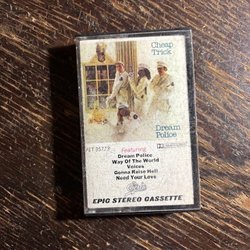 Cheap
Trick
Dream
Police
Featuring
Dream Police
Way Of The World
Voices
Gonna Raise Hell
Need Your Love
Epic
EPIC STEREO CASSETTE